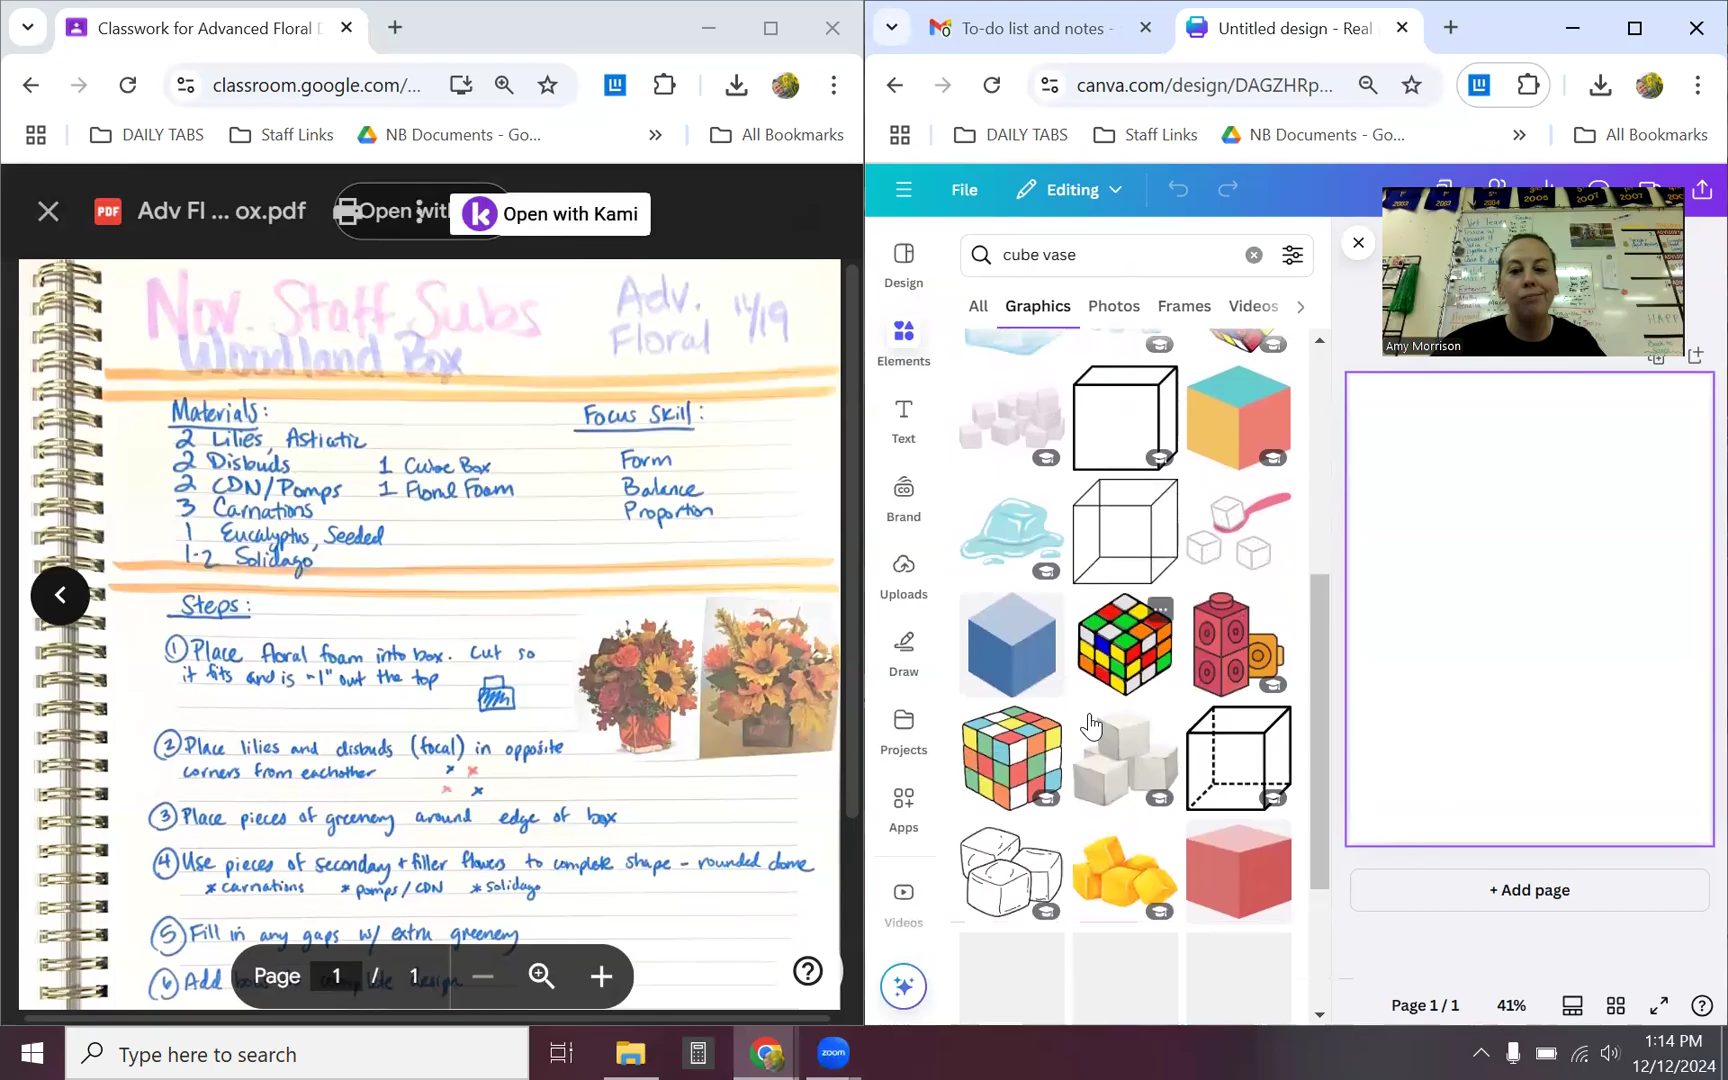 Classwork for Advanced Floral D
To-do list and notes -
Untitled design - Real
classroom.google.com/...
canva.com/design/DAGZHRp...
DAILY TABS
Staff Links
NB Documents - Go...
»
All Bookmarks
DAILY TABS
Staff Links
NB Documents - Go...
»
All Bookmarks
PDF
Adv Fl ... ox.pdf
Open wit
k
Open with Kami
File
Editing
Design
Elements
Text
Brand
Uploads
Draw
Projects
Apps
Videos
cube vase
All
Graphics
Photos
Frames
Videos
Amy Morrison
Nov. Staff Subs
Woodland Box
Adv.
Floral
11/19
Materials:
2 Lilies, Astiatic
2 Disbuds
2 CDN/Pomps
3 Carnations
1 Eucalyptus, Seeded
1-2 Solidago
1 Cube Box
1 Floral Foam
Focus Skill:
Form
Balance
Proportion
Steps:
① Place floral foam into box. Cut so
it fits and is ~1" out the top
② Place lilies and disbuds (focal) in opposite
corners from eachother
③ Place pieces of greenery around edge of box
④ Use pieces of seconday + filler flowers to complete shape - rounded dome
* carnations * pomps/CDN * solidago
⑤ Fill in any gaps w/ extra greenery
⑥ Add
design
Page 1 / 1
+ Add page
Page 1 / 1
41%
Type here to search
zoom
1:14 PM
12/12/2024